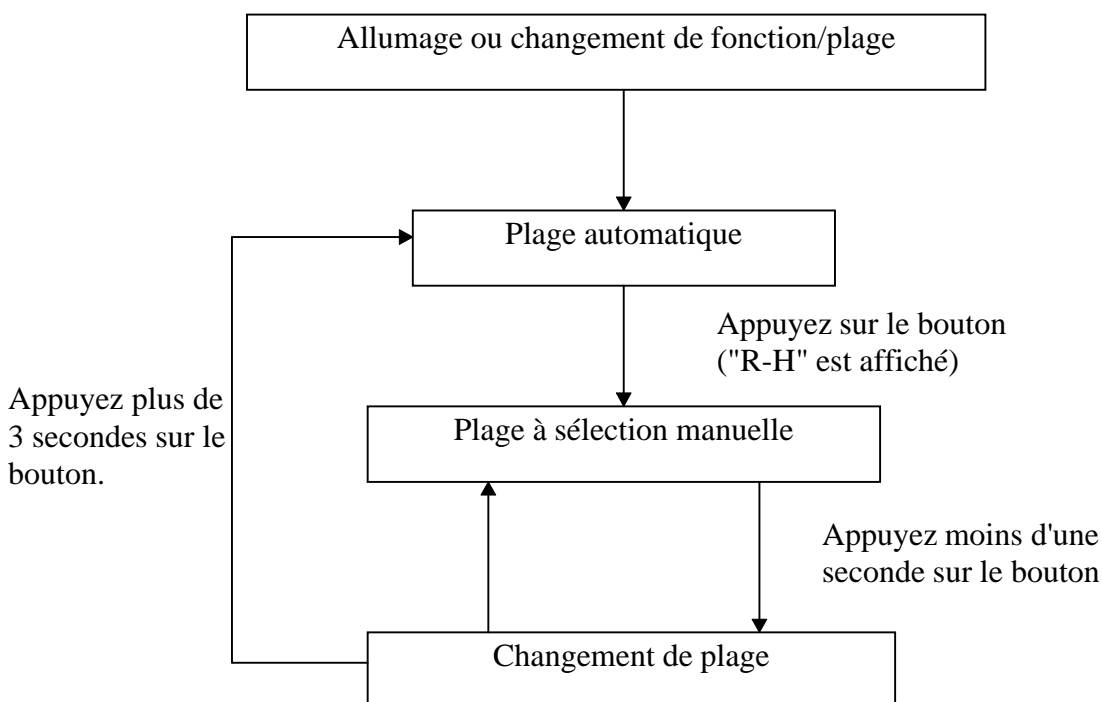 Allumage ou changement de fonction/plage
Plage automatique
Appuyez sur le bouton
("R-H" est affiché)
Appuyez plus de
3 secondes sur le
bouton.
Plage à sélection manuelle
Appuyez moins d'une
seconde sur le bouton
Changement de plage